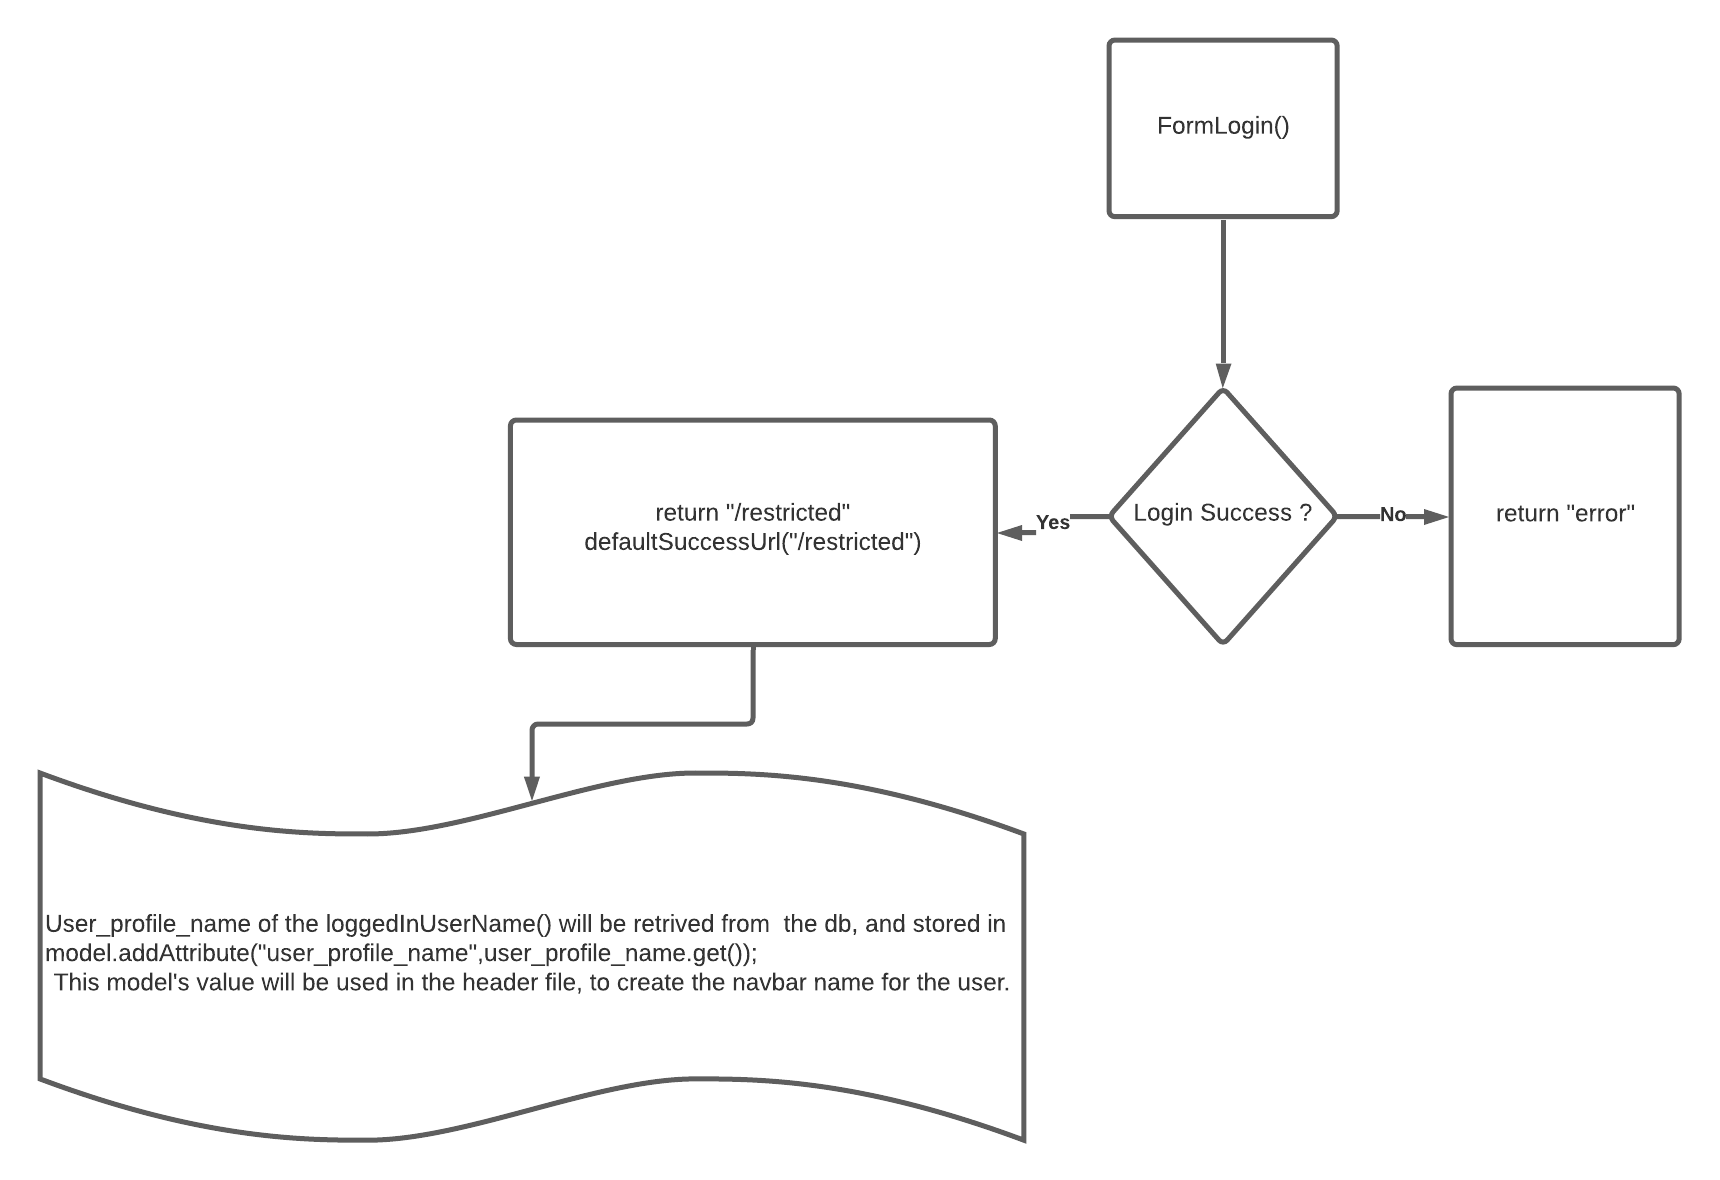 FormLogin()
Login Success ?
Yes
No
return "/restricted"
defaultSuccessUrl("/restricted")
return "error"
User_profile_name of the loggedInUserName() will be retrived from  the db, and stored in
model.addAttribute("user_profile_name",user_profile_name.get());
This model's value will be used in the header file, to create the navbar name for the user.